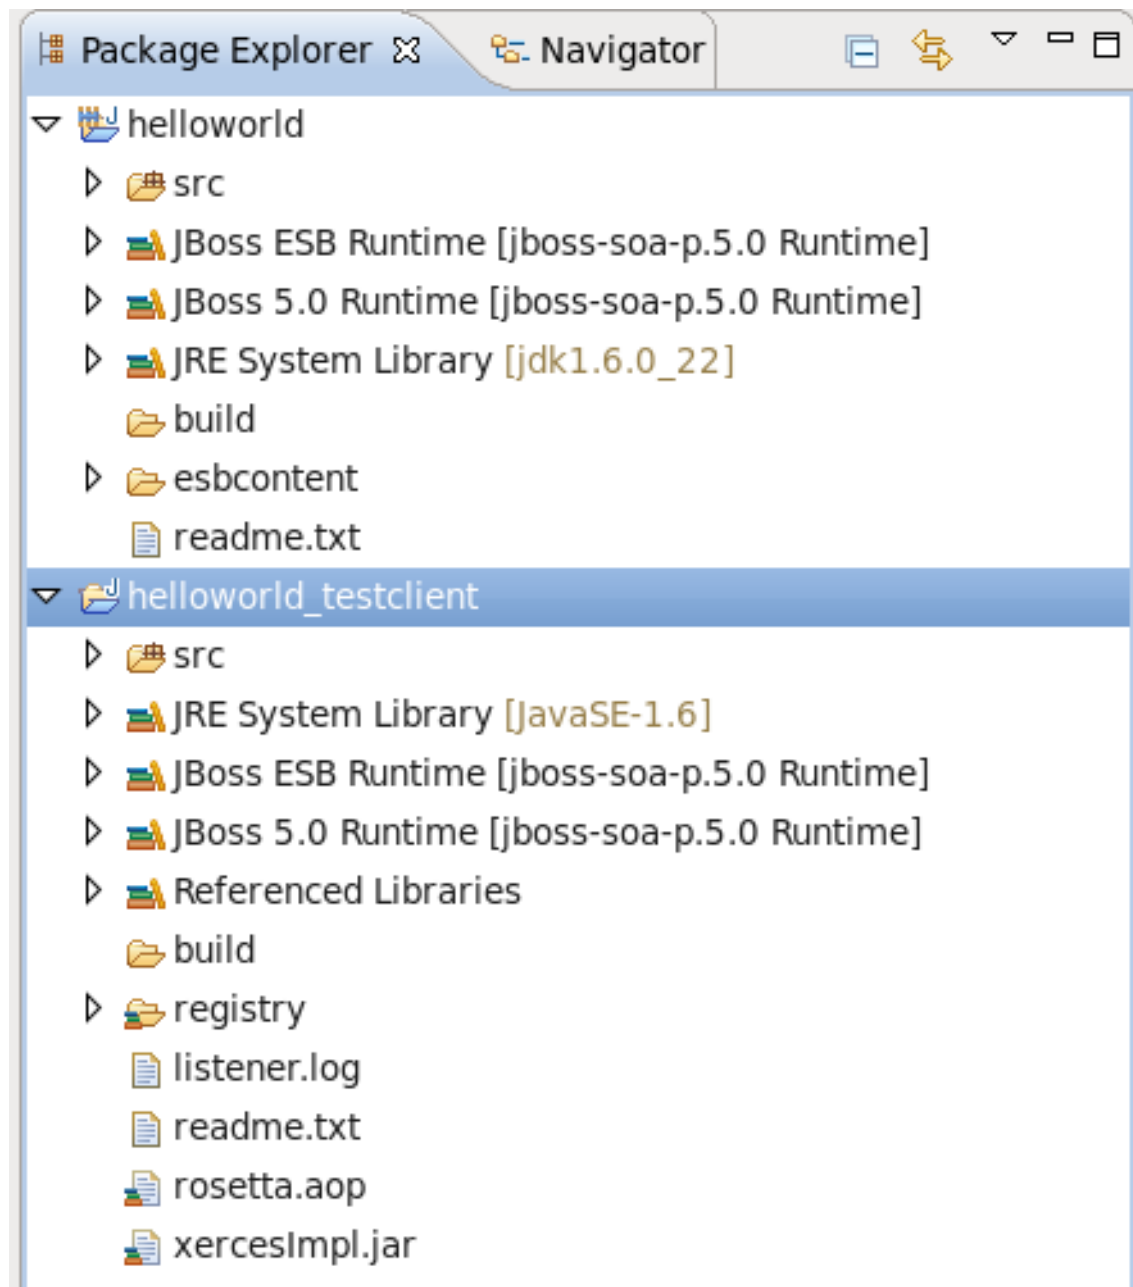 Package Explorer Navigator
helloworld
src
JBoss ESB Runtime [jboss-soa-p.5.0 Runtime]
JBoss 5.0 Runtime [jboss-soa-p.5.0 Runtime]
JRE System Library [jdk1.6.0_22]
build
esbcontent
readme.txt
helloworld_testclient
src
JRE System Library [JavaSE-1.6]
JBoss ESB Runtime [jboss-soa-p.5.0 Runtime]
JBoss 5.0 Runtime [jboss-soa-p.5.0 Runtime]
Referenced Libraries
build
registry
listener.log
readme.txt
rosetta.aop
xercesImpl.jar